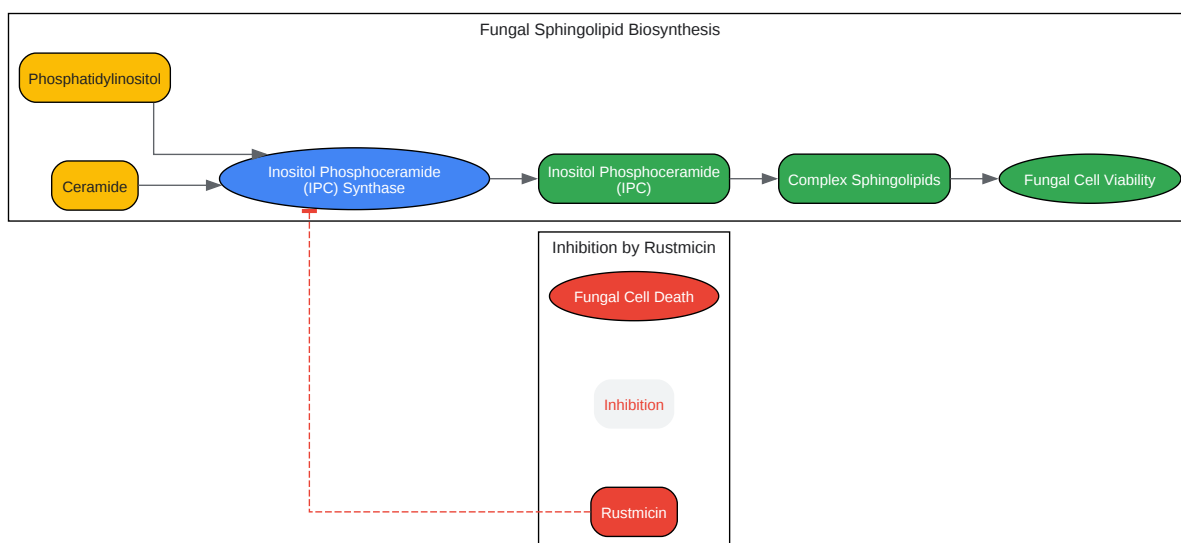 Fungal Sphingolipid Biosynthesis
Phosphatidylinositol
Ceramide
Inositol Phosphoceramide
(IPC) Synthase
Inositol Phosphoceramide
(IPC)
Complex Sphingolipids
Fungal Cell Viability
Inhibition by Rustmicin
Fungal Cell Death
Inhibition
Rustmicin